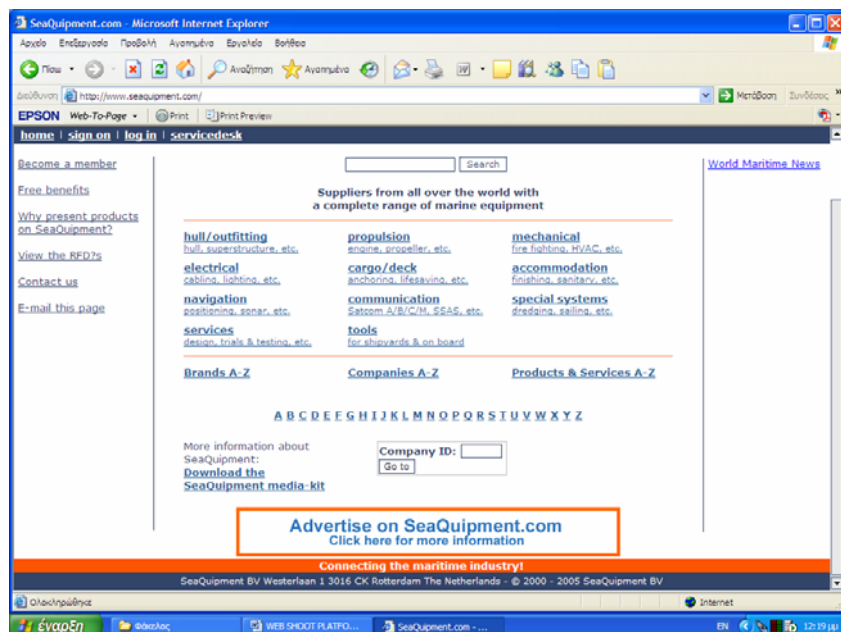 SeaQuipment.com - Microsoft Internet Explorer
Αρχείο Επεξεργασία Προβολή Αγαπημένα Εργαλεία Βοήθεια
Πίσω Αναζήτηση Αγαπημένα
Διεύθυνση http://www.seaquipment.com/ Μετάβαση Συνδέσεις »
EPSON Web-To-Page Print Print Preview
home | sign on | log in | servicedesk
Become a member
Free benefits
Why present products
on SeaQuipment?
View the RFD?s
Contact us
E-mail this page
Search
World Maritime News
Suppliers from all over the world with
a complete range of marine equipment
hull/outfitting propulsion mechanical
hull, superstructure, etc. engine, propeller, etc. fire fighting, HVAC, etc.
electrical cargo/deck accommodation
cabling, lighting, etc. anchoring, lifesaving, etc. finishing, sanitary, etc.
navigation communication special systems
positioning, sonar, etc. Satcom A/B/C/M, SSAS, etc. dredging, sailing, etc.
services tools
design, trials & testing, etc. for shipyards & on board
Brands A-Z Companies A-Z Products & Services A-Z
A B C D E F G H I J K L M N O P Q R S T U V W X Y Z
More information about
SeaQuipment:
Download the
SeaQuipment media-kit
Company ID:
Go to
Advertise on SeaQuipment.com
Click here for more information
Connecting the maritime industry!
SeaQuipment BV Westerlaan 1 3016 CK Rotterdam The Netherlands - © 2000 - 2005 SeaQuipment BV
Ολοκληρώθηκε Internet
έναρξη Φάκελος WEB SHOOT PLATFO... SeaQuipment.com - ... EN 12:19 μμ